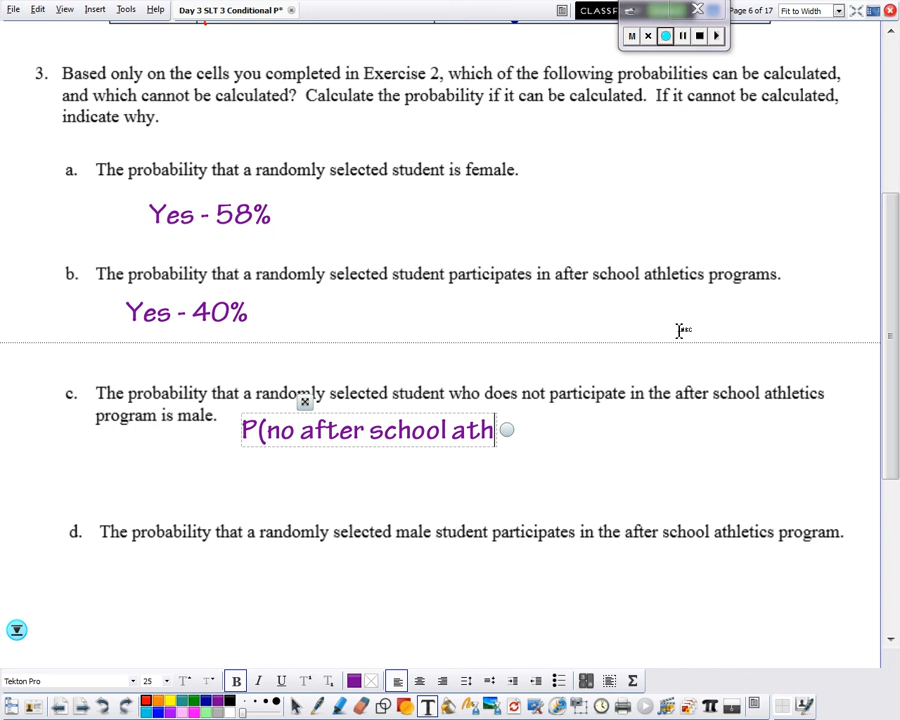 File Edit View Insert Tools Help
Day 3 SLT 3 Conditional P*
CLASSF
Page 6 of 17
Fit to Width
M
3. Based only on the cells you completed in Exercise 2, which of the following probabilities can be calculated,
and which cannot be calculated? Calculate the probability if it can be calculated. If it cannot be calculated,
indicate why.
a. The probability that a randomly selected student is female.
Yes - 58%
b. The probability that a randomly selected student participates in after school athletics programs.
Yes - 40%
c. The probability that a randomly selected student who does not participate in the after school athletics
program is male.
P(no after school ath
d. The probability that a randomly selected male student participates in the after school athletics program.
Tekton Pro 25 B I U